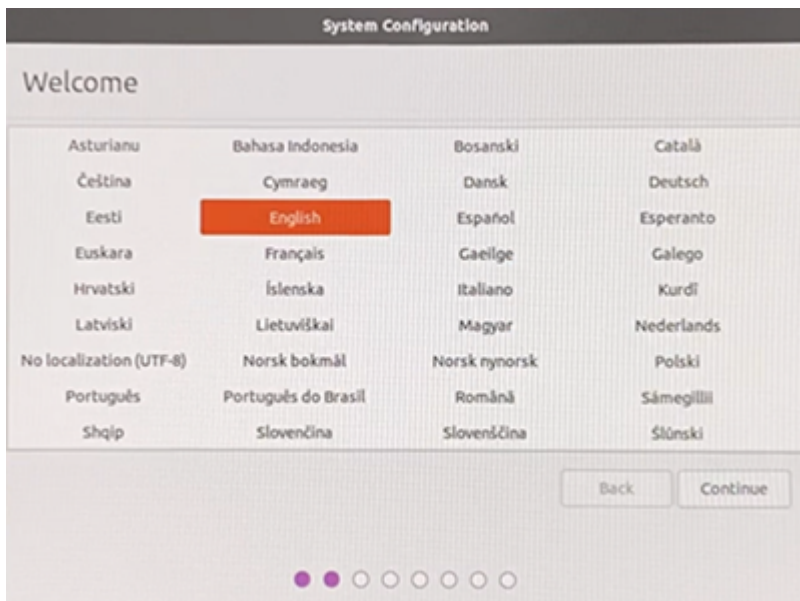 System Configuration
Welcome
Asturianu Bahasa Indonesia Bosanski Català
Čeština Cymraeg Dansk Deutsch
Eesti English Español Esperanto
Euskara Français Gaeilge Galego
Hrvatski Íslenska Italiano Kurdî
Latviski Lietuviškai Magyar Nederlands
No localization (UTF-8) Norsk bokmål Norsk nynorsk Polski
Português Português do Brasil Română Sámegillii
Shqip Slovenčina Slovenščina Ślůnski
Back Continue